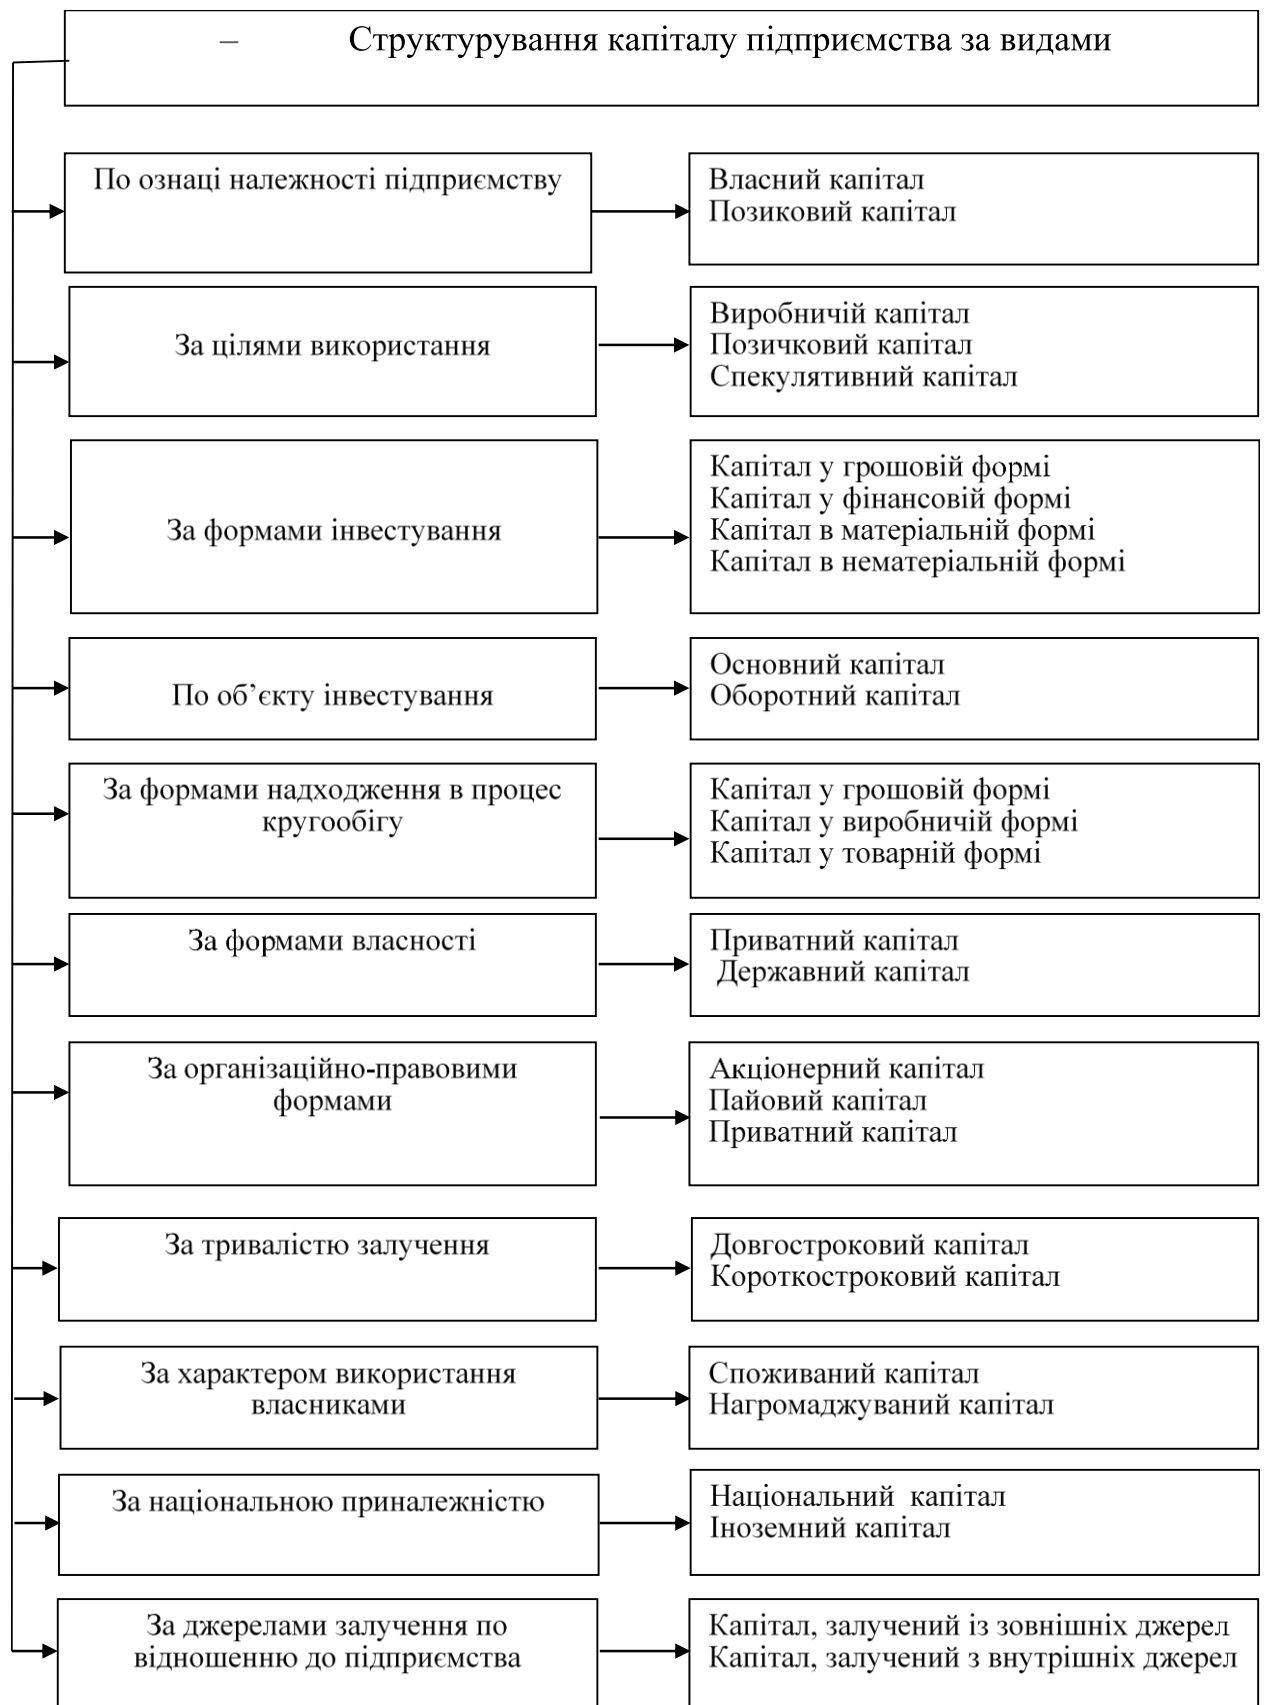 – Структурування капіталу підприємства за видами
По ознаці належності підприємству
Власний капітал
Позиковий капітал
За цілями використання
Виробничій капітал
Позичковий капітал
Спекулятивний капітал
За формами інвестування
Капітал у грошовій формі
Капітал у фінансовій формі
Капітал в матеріальній формі
Капітал в нематеріальній формі
По об’єкту інвестування
Основний капітал
Оборотний капітал
За формами надходження в процес
кругообігу
Капітал у грошовій формі
Капітал у виробничій формі
Капітал у товарній формі
За формами власності
Приватний капітал
Державний капітал
За організаційно-правовими
формами
Акціонерний капітал
Пайовий капітал
Приватний капітал
За тривалістю залучення
Довгостроковий капітал
Короткостроковий капітал
За характером використання
власниками
Споживаний капітал
Нагромаджуваний капітал
За національною приналежністю
Національний капітал
Іноземний капітал
За джерелами залучення по
відношенню до підприємства
Капітал, залучений із зовнішніх джерел
Капітал, залучений з внутрішніх джерел